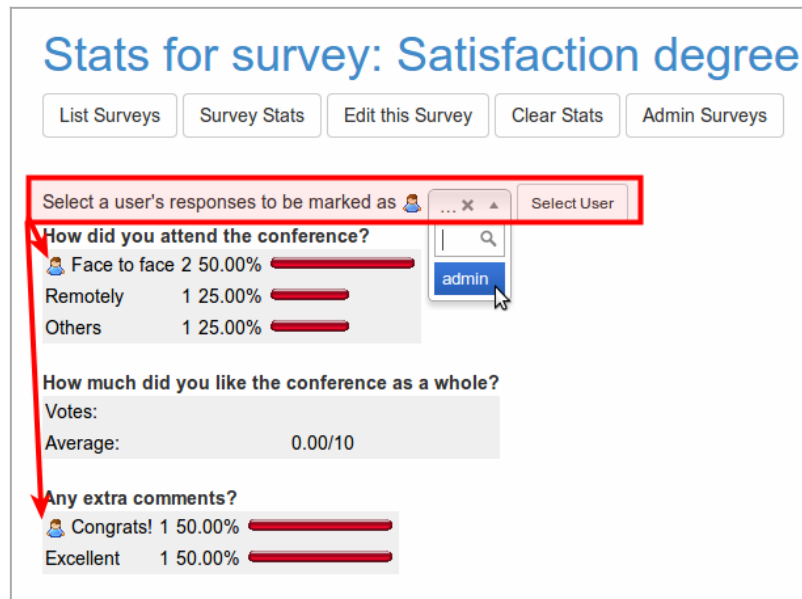 Stats for survey: Satisfaction degree
List Surveys Survey Stats Edit this Survey Clear Stats Admin Surveys
Select a user's responses to be marked as ... Select User
How did you attend the conference?
Face to face 2 50.00%
admin
Remotely 1 25.00%
Others 1 25.00%
How much did you like the conference as a whole?
Votes:
Average: 0.00/10
Any extra comments?
Congrats! 1 50.00%
Excellent 1 50.00%